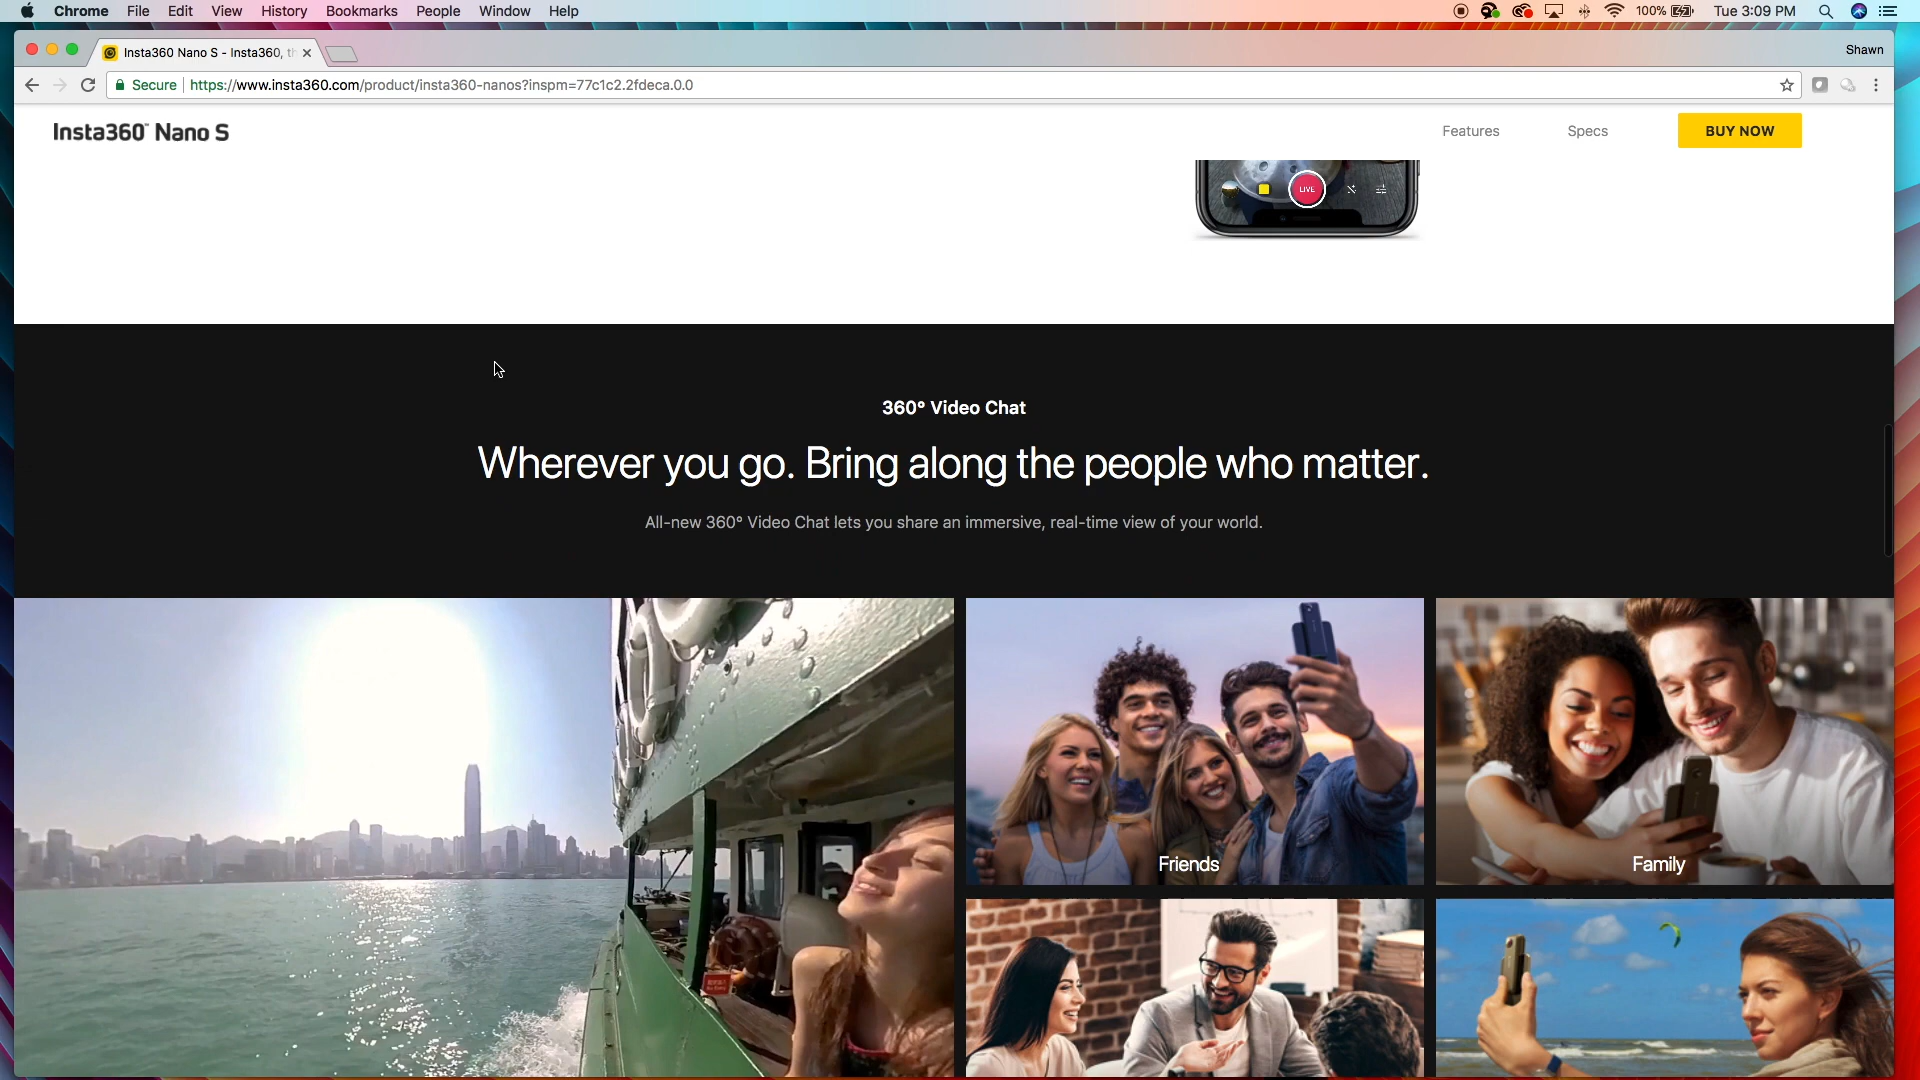 Chrome File Edit View History Bookmarks People Window Help 100% Tue 3:09 PM
Insta360 Nano S - Insta360, th Shawn
Secure https://www.insta360.com/product/insta360-nanos?inspm=77c1c2.2fdeca.0.0
Insta360 Nano S Features Specs BUY NOW
LIVE
360° Video Chat
Wherever you go. Bring along the people who matter.
All-new 360° Video Chat lets you share an immersive, real-time view of your world.
Friends Family